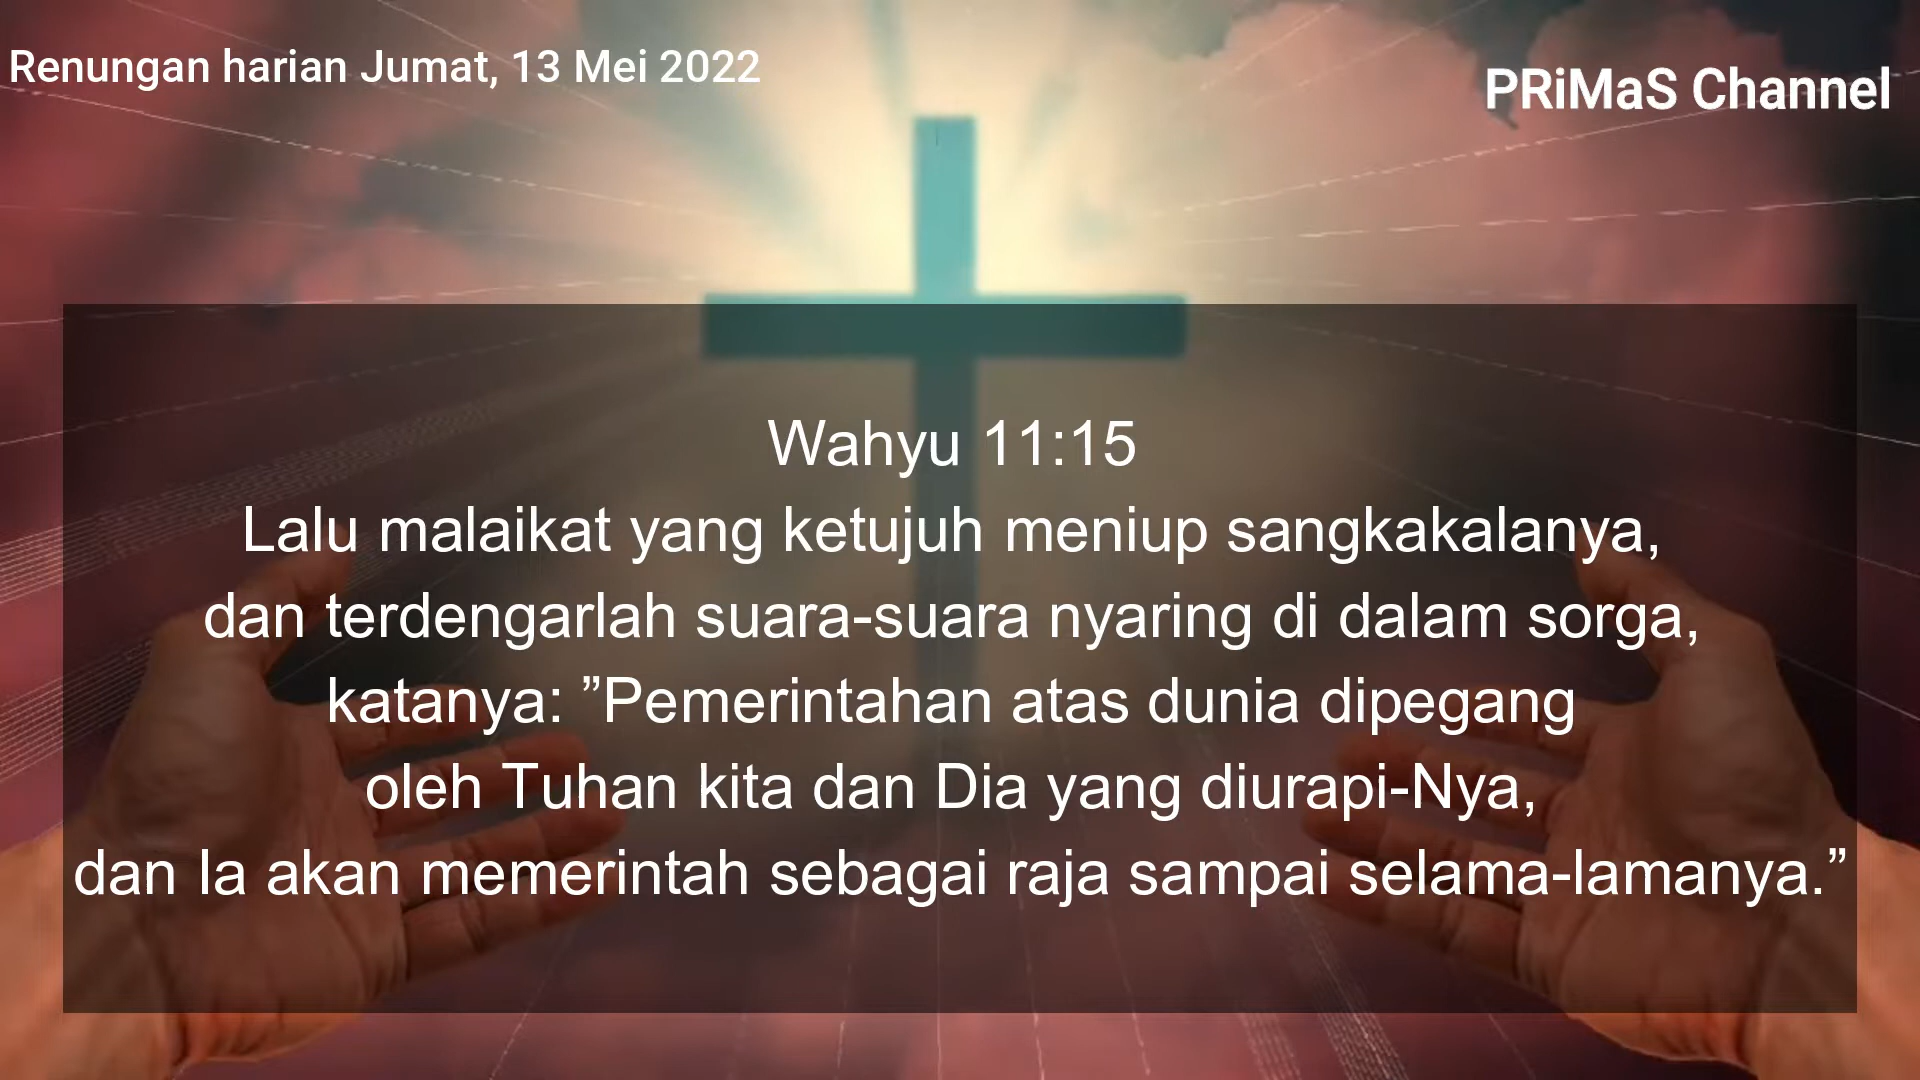 Renungan harian Jumat, 13 Mei 2022
PRiMaS Channel
Wahyu 11:15
Lalu malaikat yang ketujuh meniup sangkakalanya,
dan terdengarlah suara-suara nyaring di dalam sorga,
katanya: ”Pemerintahan atas dunia dipegang
oleh Tuhan kita dan Dia yang diurapi-Nya,
dan Ia akan memerintah sebagai raja sampai selama-lamanya.”